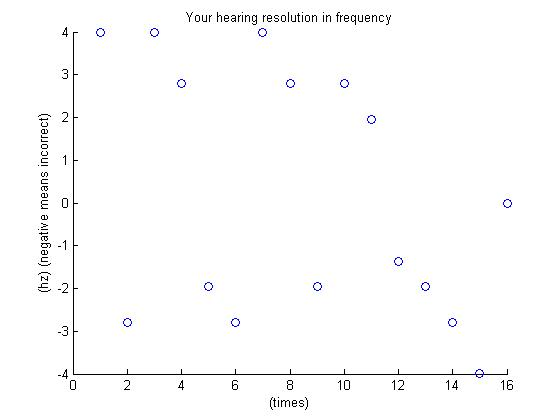 Your hearing resolution in frequency
4
3
2
1
0
-1
-2
-3
-4
(hz) (negative means incorrect)
0 2 4 6 8 10 12 14 16
(times)